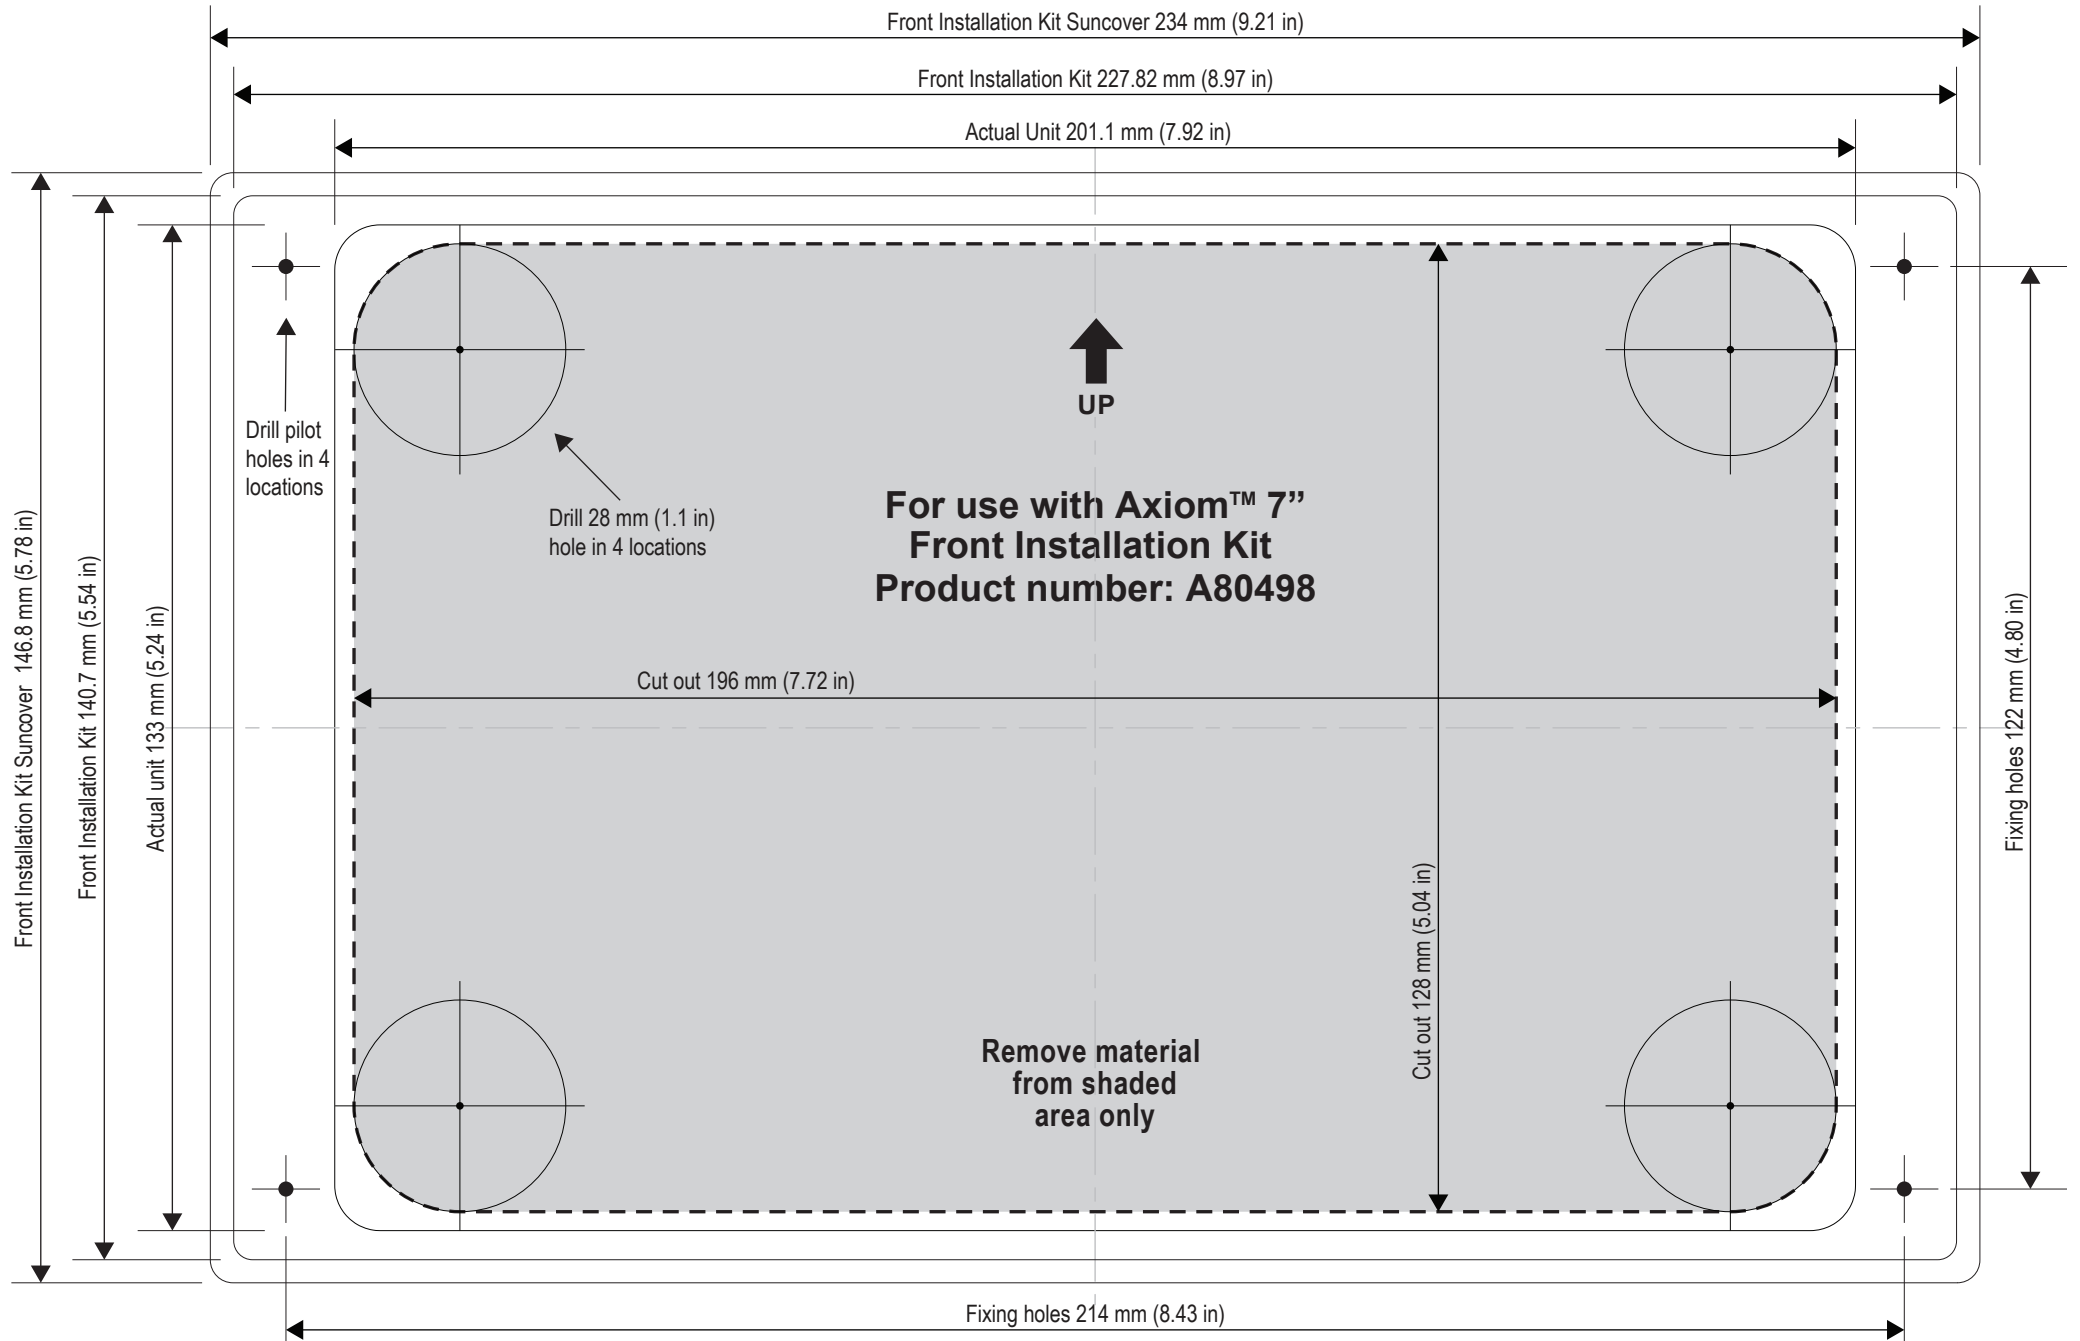 Front Installation Kit Suncover 234 mm (9.21 in)
Front Installation Kit 227.82 mm (8.97 in)
Actual Unit 201.1 mm (7.92 in)
Front Installation Kit Suncover 146.8 mm (5.78 in)
Front Installation Kit 140.7 mm (5.54 in)
Actual unit 133 mm (5.24 in)
Drill pilot
holes in 4
locations
Drill 28 mm (1.1 in)
hole in 4 locations
UP
For use with Axiom™ 7”
Front Installation Kit
Product number: A80498
Cut out 196 mm (7.72 in)
Cut out 128 mm (5.04 in)
Fixing holes 122 mm (4.80 in)
Remove material
from shaded
area only
Fixing holes 214 mm (8.43 in)